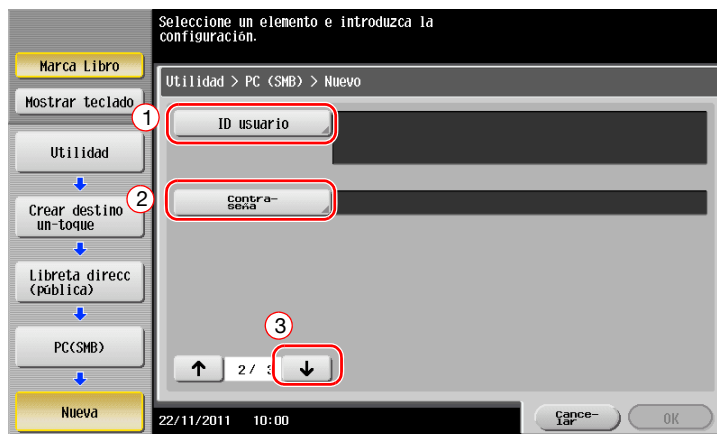 Seleccione un elemento e introduzca la
configuración.
Marca Libro
Mostrar teclado
Utilidad > PC (SMB) > Nuevo
1
ID usuario
Utilidad
2
Contra-
seña
Crear destino
un-toque
Libreta direcc
(pública)
3
PC(SMB)
↑ 2/ 3 ↓
Nueva
22/11/2011 10:00
Cance-
lar
OK